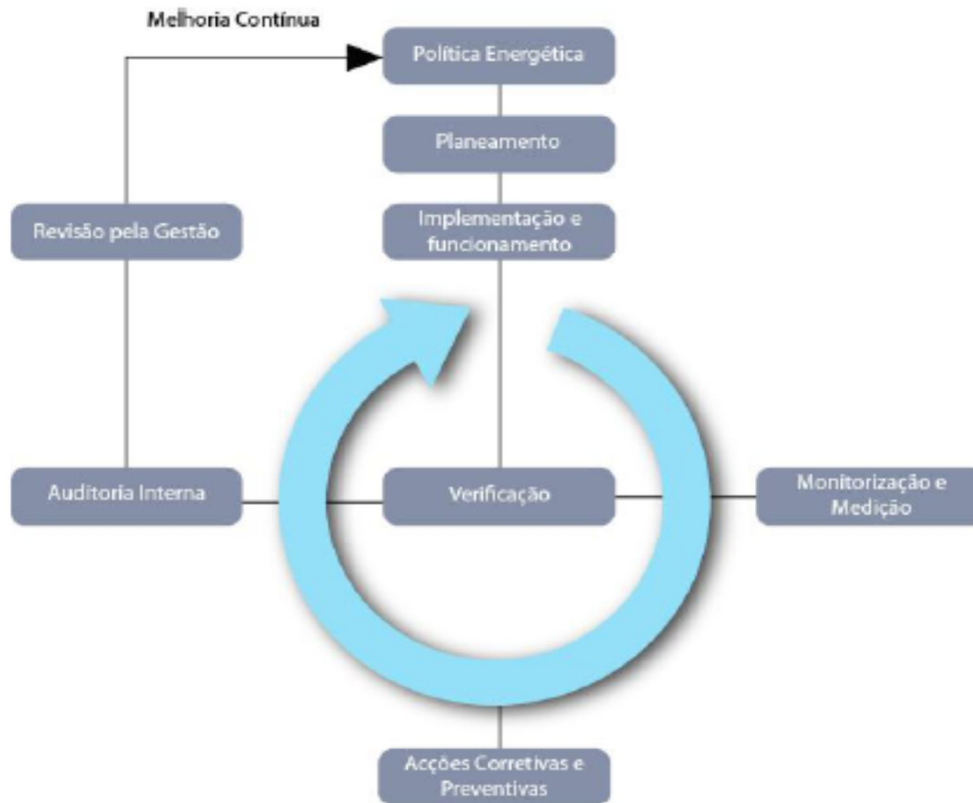 Melhoria Contínua
Política Energética
Planeamento
Revisão pela Gestão
Implementação e
funcionamento
Auditoria Interna
Verificação
Monitorização e
Medição
Acções Corretivas e
Preventivas